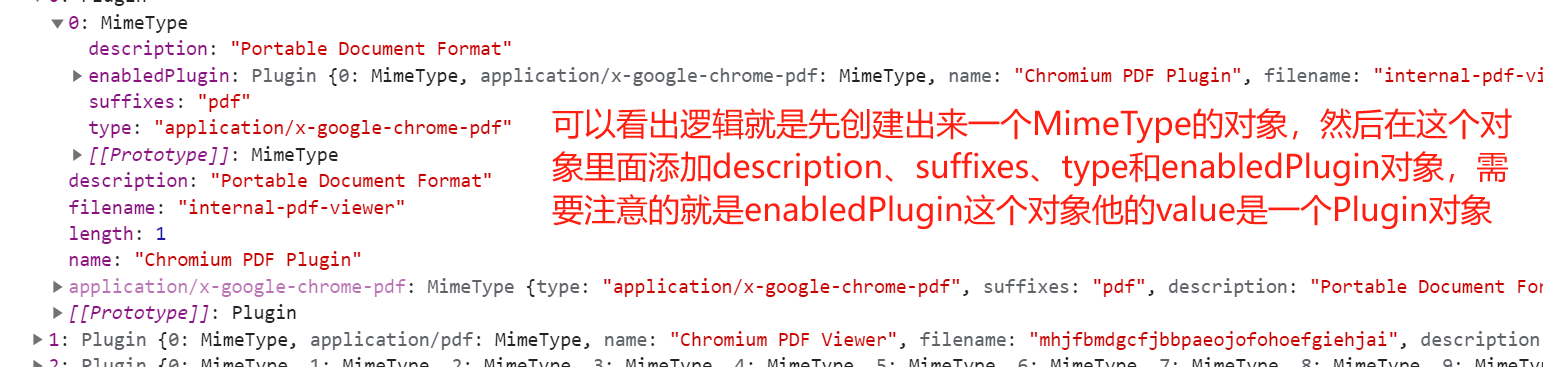 0: MimeType
description: "Portable Document Format"
enabledPlugin: Plugin {0: MimeType, application/x-google-chrome-pdf: MimeType, name: "Chromium PDF Plugin", filename: "internal-pdf-vi
suffixes: "pdf"
type: "application/x-google-chrome-pdf"
[[Prototype]]: MimeType
可以看出逻辑就是先创建出来一个MimeType的对象，然后在这个对
象里面添加description、suffixes、type和enabledPlugin对象，需
要注意的就是enabledPlugin这个对象他的value是一个Plugin对象
description: "Portable Document Format"
filename: "internal-pdf-viewer"
length: 1
name: "Chromium PDF Plugin"
application/x-google-chrome-pdf: MimeType {type: "application/x-google-chrome-pdf", suffixes: "pdf", description: "Portable Document For
[[Prototype]]: Plugin
1: Plugin {0: MimeType, application/pdf: MimeType, name: "Chromium PDF Viewer", filename: "mhjfbmdgcfjbbpaeojofohoefgiehjai", description
2: Plugin {0: MimeType, 1: MimeType, 2: MimeType, 3: MimeType, 4: MimeType, 5: MimeType, 6: MimeType, 7: MimeType, 8: MimeType, 9: MimeTyp